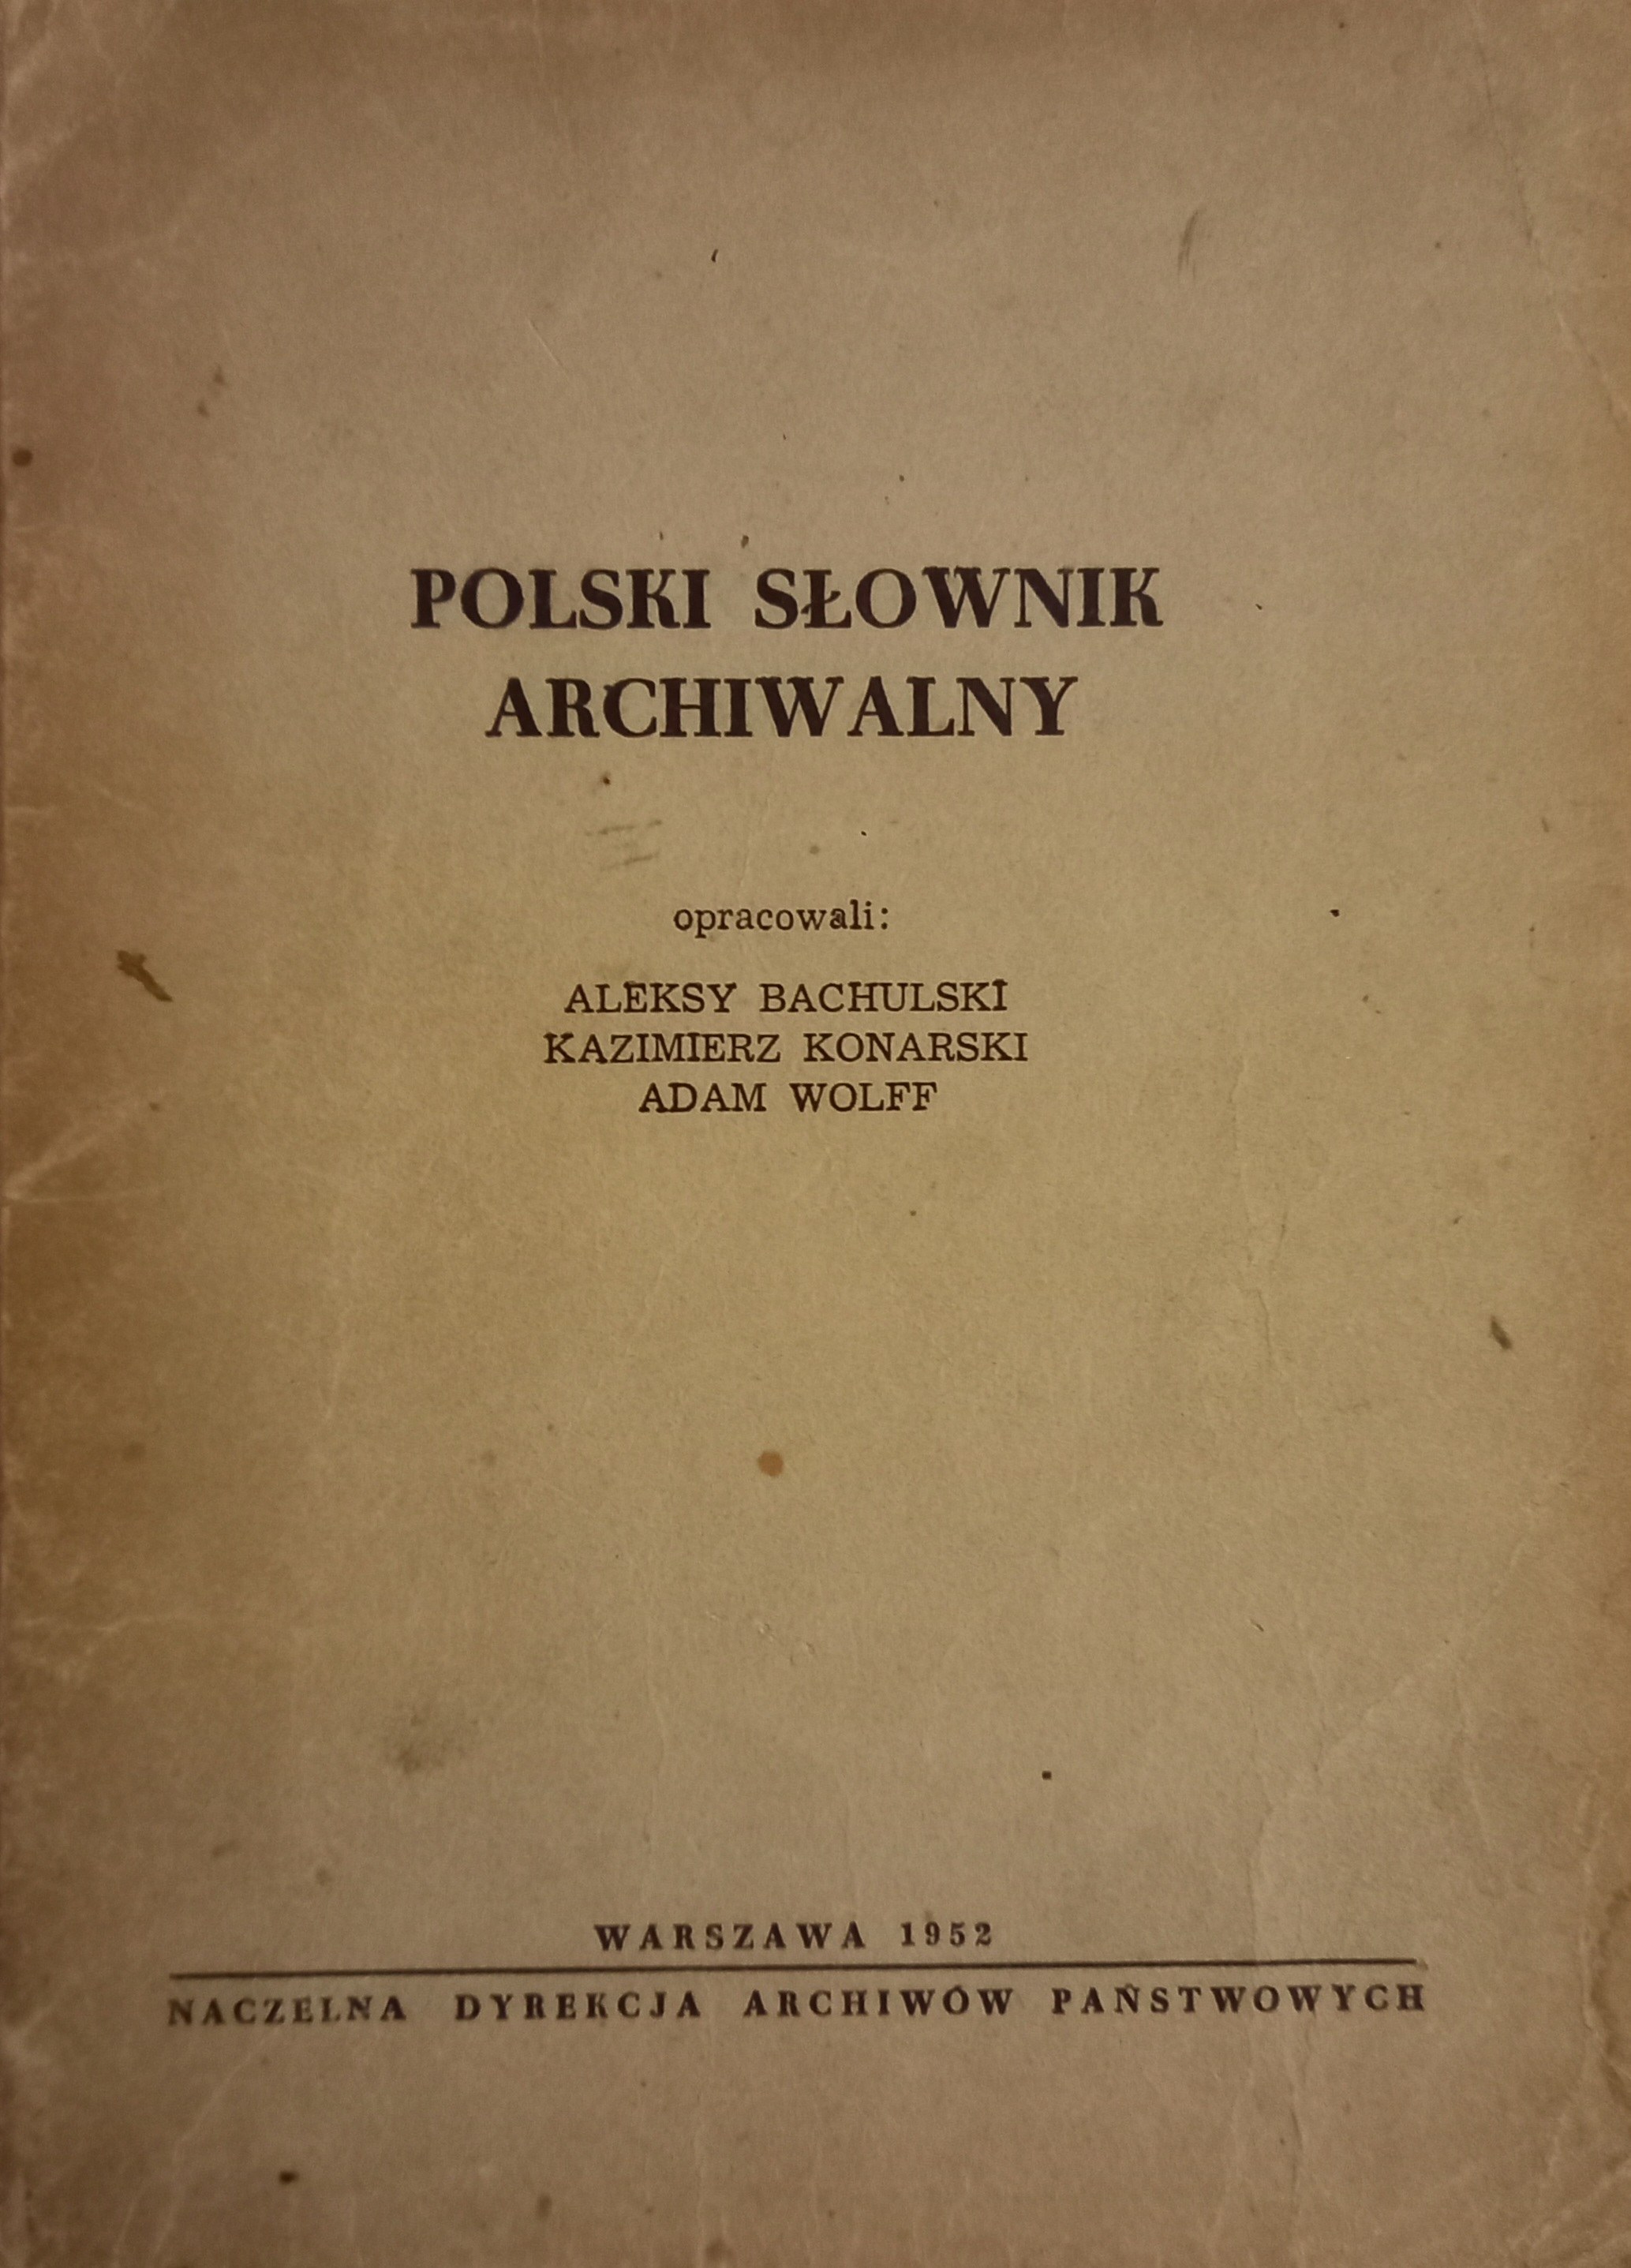 POLSKI SŁOWNIK
ARCHIWALNY
opracowali:
ALEKSY BACHULSKI
KAZIMIERZ KONARSKI
ADAM WOLFF
WARSZAWA 1952
NACZELNA DYREKCJA ARCHIWÓW PAŃSTWOWYCH